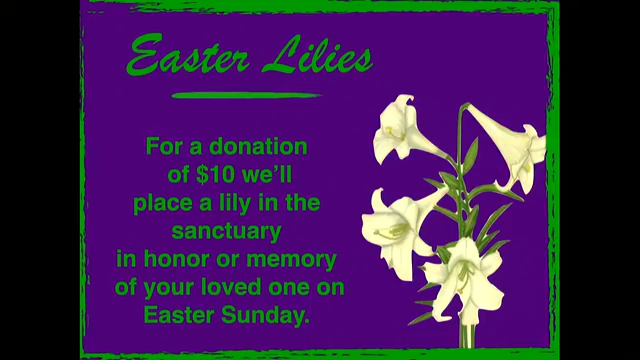 Easter Lilies
For a donation
of $10 we'll
place a lily in the
sanctuary
in honor or memory
of your loved one on
Easter Sunday.